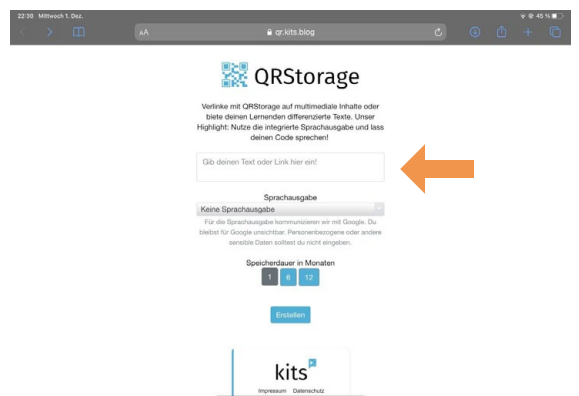 22:30 Mittwoch 1. Dez.
45 %
AA
qr.kits.blog
QRStorage
Verlinke mit QRStorage auf multimediale Inhalte oder
biete deinen Lernenden differenzierte Texte. Unser
Highlight: Nutze die integrierte Sprachausgabe und lass
deinen Code sprechen!
Gib deinen Text oder Link hier ein!
Sprachausgabe
Keine Sprachausgabe
Für die Sprachausgabe kommunizieren wir mit Google. Du
bleibst für Google unsichtbar. Personenbezogene oder andere
sensible Daten solltest du nicht eingeben.
Speicherdauer in Monaten
1 6 12
Erstellen
kits
Impressum Datenschutz